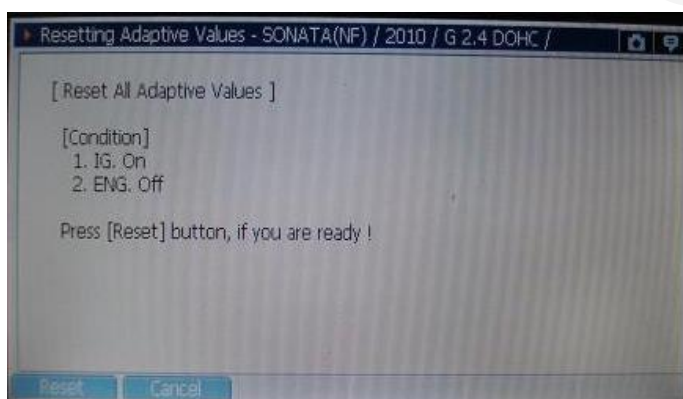 Resetting Adaptive Values - SONATA(NF) / 2010 / G 2.4 DOHC /
[ Reset All Adaptive Values ]
[Condition]
1. IG. On
2. ENG. Off
Press [Reset] button, if you are ready !
Reset Cancel